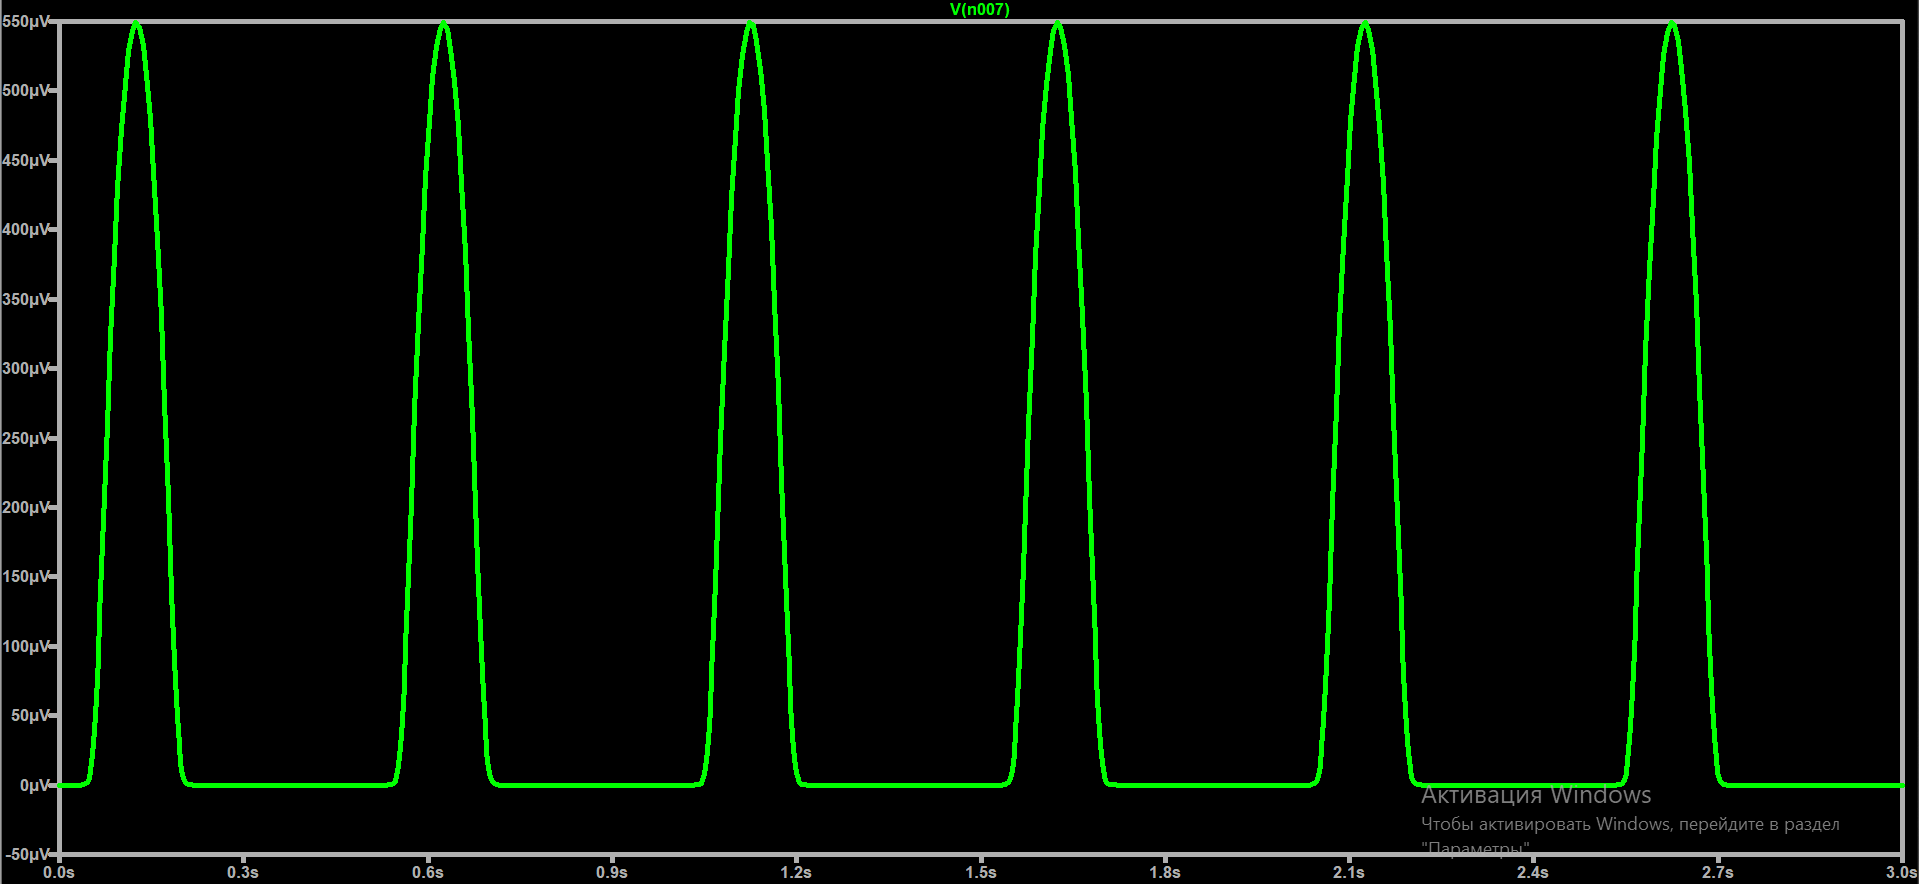 V(n007)
550µV
500µV
450µV
400µV
350µV
300µV
250µV
200µV
150µV
100µV
50µV
0µV
-50µV
0.0s 0.3s 0.6s 0.9s 1.2s 1.5s 1.8s 2.1s 2.4s 2.7s 3.0s
Активация Windows
Чтобы активировать Windows, перейдите в раздел
"Параметры"